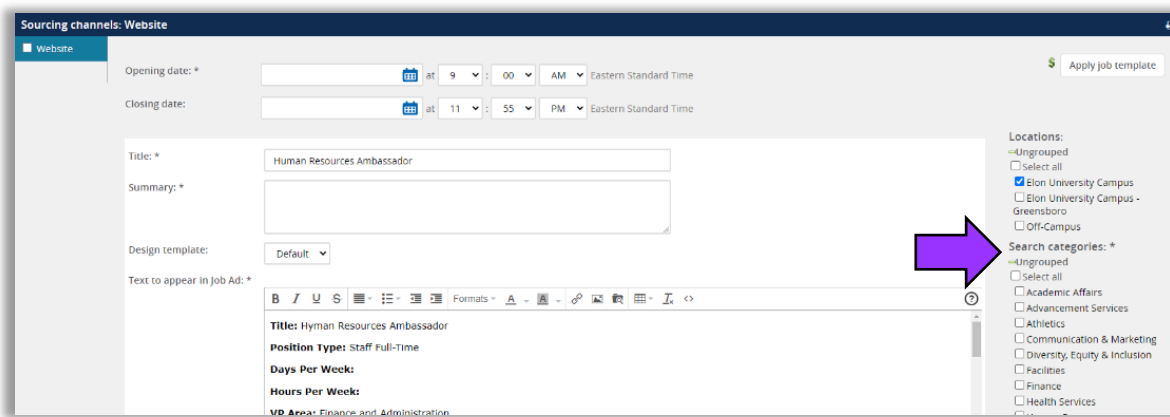 Sourcing channels: Website
Website
Opening date: *
at 9 : 00 AM Eastern Standard Time
Closing date:
at 11 : 55 PM Eastern Standard Time
$ Apply job template
Title: *
Human Resources Ambassador
Summary: *
Design template:
Default
Text to appear in Job Ad: *
B I U S Formats A A Ix <> ?
Title: Hyman Resources Ambassador
Position Type: Staff Full-Time
Days Per Week:
Hours Per Week:
VP Area: Finance and Administration
Locations:
Ungrouped
Select all
Elon University Campus
Elon University Campus -
Greensboro
Off-Campus
Search categories: *
Ungrouped
Select all
Academic Affairs
Advancement Services
Athletics
Communication & Marketing
Diversity, Equity & Inclusion
Facilities
Finance
Health Services